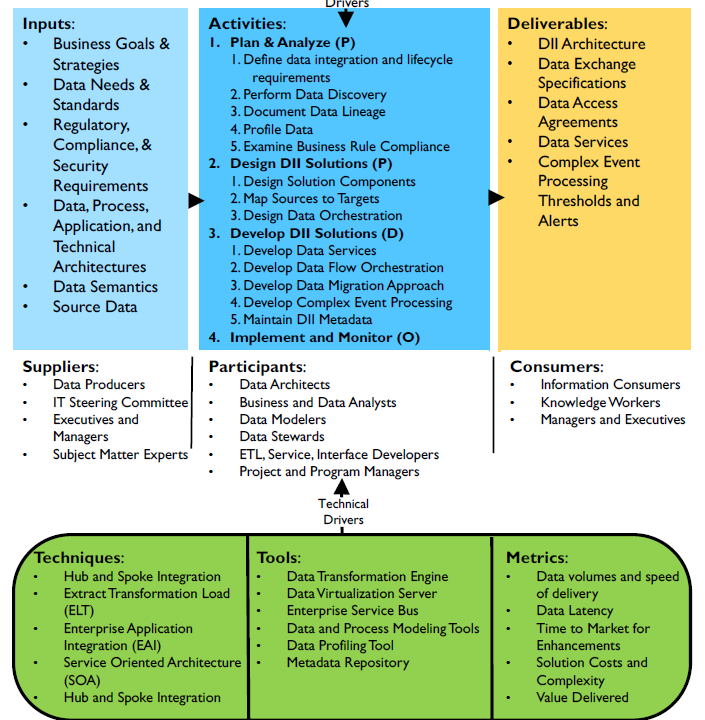 Drivers
Inputs:
• Business Goals &
Strategies
• Data Needs &
Standards
• Regulatory,
Compliance, &
Security
Requirements
• Data, Process,
Application, and
Technical
Architectures
• Data Semantics
• Source Data
Activities:
1. Plan & Analyze (P)
1. Define data integration and lifecycle
requirements
2. Perform Data Discovery
3. Document Data Lineage
4. Profile Data
5. Examine Business Rule Compliance
2. Design DII Solutions (P)
1. Design Solution Components
2. Map Sources to Targets
3. Design Data Orchestration
3. Develop DII Solutions (D)
1. Develop Data Services
2. Develop Data Flow Orchestration
3. Develop Data Migration Approach
4. Develop Complex Event Processing
5. Maintain DII Metadata
4. Implement and Monitor (O)
Deliverables:
• DII Architecture
• Data Exchange
Specifications
• Data Access
Agreements
• Data Services
• Complex Event
Processing
Thresholds and
Alerts
Suppliers:
• Data Producers
• IT Steering Committee
• Executives and
Managers
• Subject Matter Experts
Participants:
• Data Architects
• Business and Data Analysts
• Data Modelers
• Data Stewards
• ETL, Service, Interface Developers
• Project and Program Managers
Consumers:
• Information Consumers
• Knowledge Workers
• Managers and Executives
Technical
Drivers
Techniques:
• Hub and Spoke Integration
• Extract Transformation Load
(ELT)
• Enterprise Application
Integration (EAI)
• Service Oriented Architecture
(SOA)
• Hub and Spoke Integration
Tools:
• Data Transformation Engine
• Data Virtualization Server
• Enterprise Service Bus
• Data and Process Modeling Tools
• Data Profiling Tool
• Metadata Repository
Metrics:
• Data volumes and speed
of delivery
• Data Latency
• Time to Market for
Enhancements
• Solution Costs and
Complexity
• Value Delivered